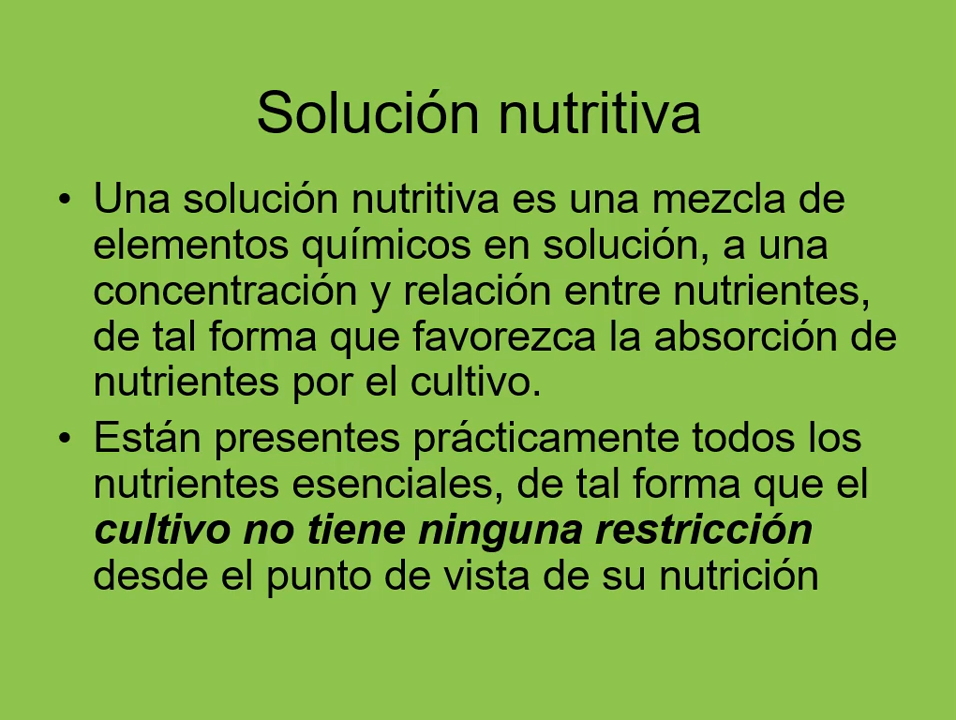 Solución nutritiva
• Una solución nutritiva es una mezcla de
elementos químicos en solución, a una
concentración y relación entre nutrientes,
de tal forma que favorezca la absorción de
nutrientes por el cultivo.
• Están presentes prácticamente todos los
nutrientes esenciales, de tal forma que el
cultivo no tiene ninguna restricción
desde el punto de vista de su nutrición